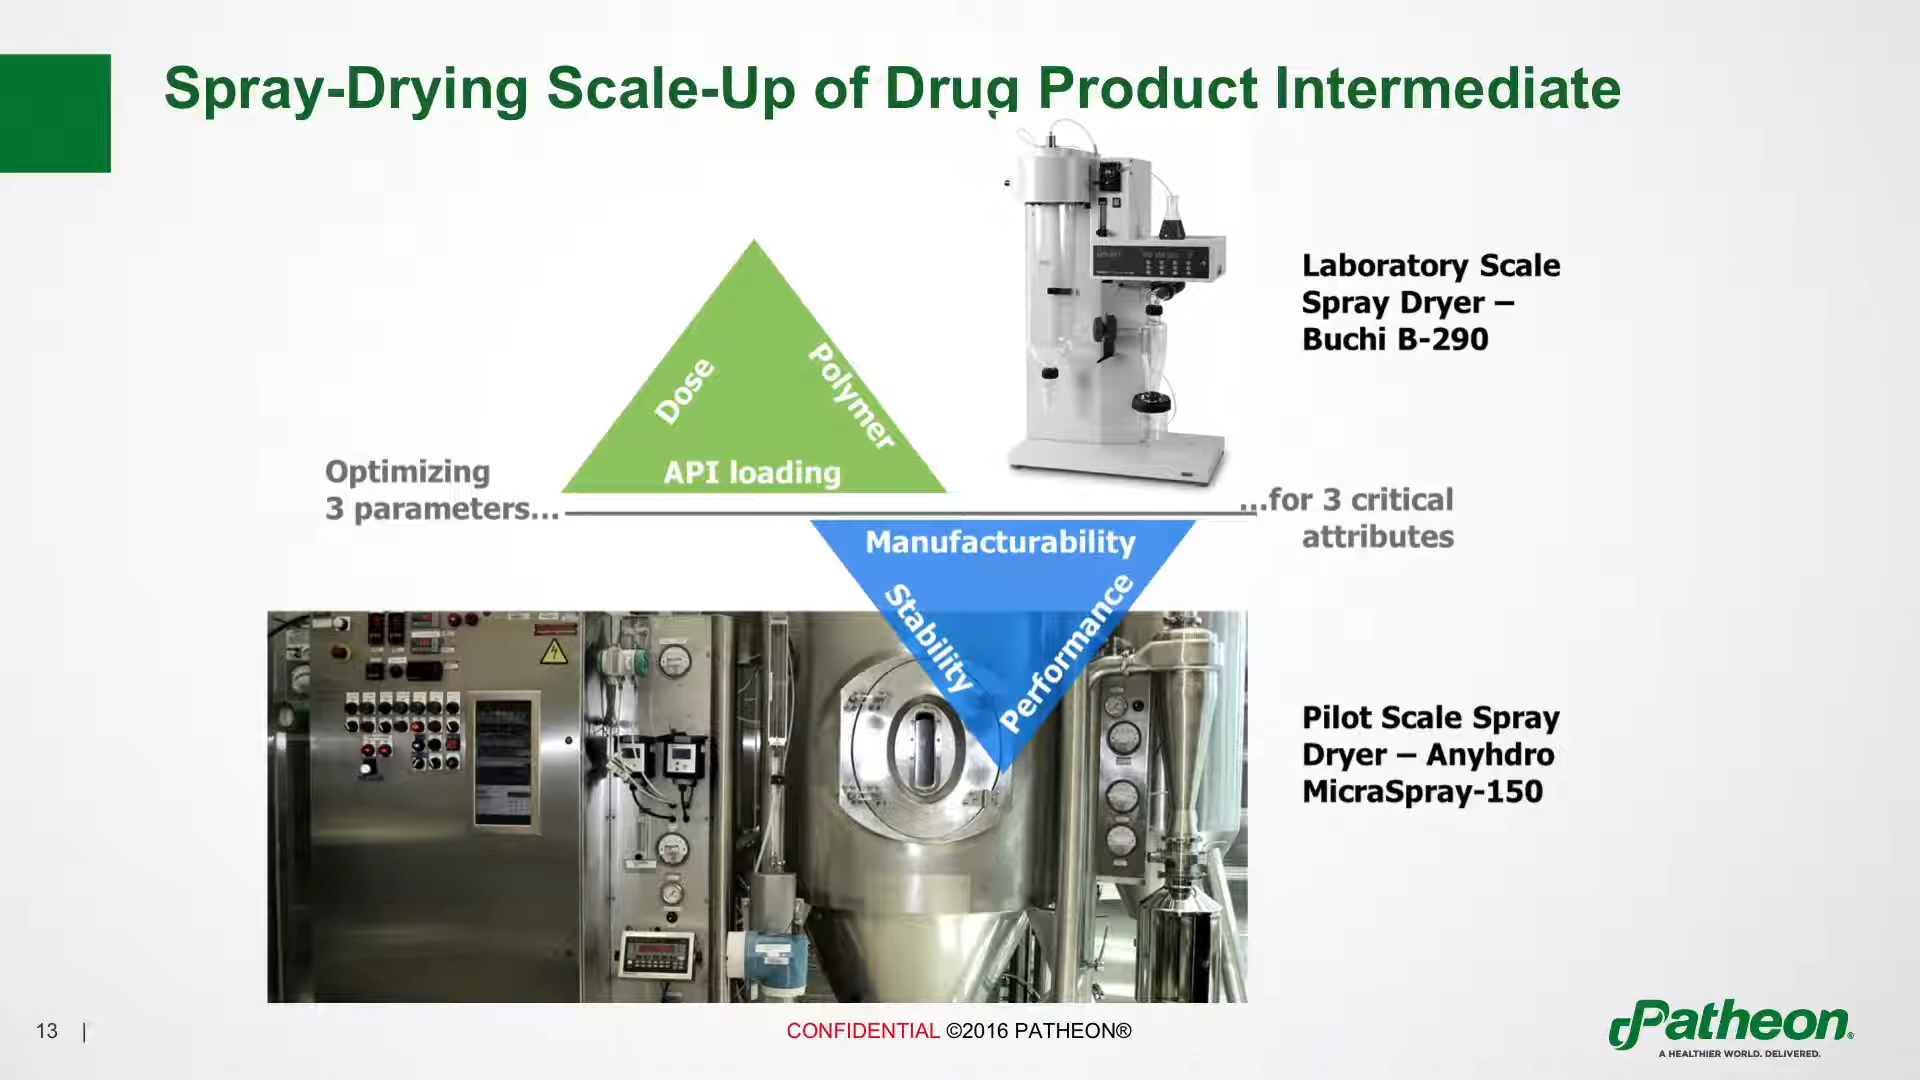 Spray-Drying Scale-Up of Drug Product Intermediate
Laboratory Scale
Spray Dryer –
Buchi B-290
Dose
Polymer
API loading
Optimizing
3 parameters...
...for 3 critical
attributes
Manufacturability
Stability
Performance
Pilot Scale Spray
Dryer – Anyhdro
MicraSpray-150
13 |
CONFIDENTIAL ©2016 PATHEON®
Patheon®
A HEALTHIER WORLD. DELIVERED.